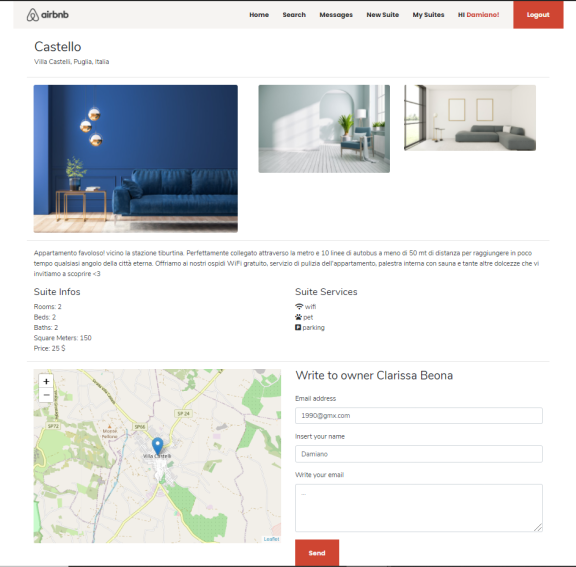 airbnb
Home Search Messages New Suite My Suites Hi Damiano! Logout
Castello
Villa Castelli, Puglia, Italia
Appartamento favoloso! vicino la stazione tiburtina. Perfettamente collegato attraverso la metro e 10 linee di autobus a meno di 50 mt di distanza per raggiungere in poco
tempo qualsiasi angolo della città eterna. Offriamo ai nostri ospidi WiFi gratuito, servizio di pulizia dell'appartamento, palestra interna con sauna e tante altre dolcezze che vi
invitiamo a scoprire <3
Suite Infos
Rooms: 2
Beds: 2
Baths: 2
Square Meters: 150
Price: 25 $
Suite Services
wifi
pet
P parking
+
−
SP 24
SP66
SP72
Monte
Villa Castelli
Leaflet
Write to owner Clarissa Beona
Email address
1990@gmx.com
Insert your name
Damiano
Write your email
...
Send